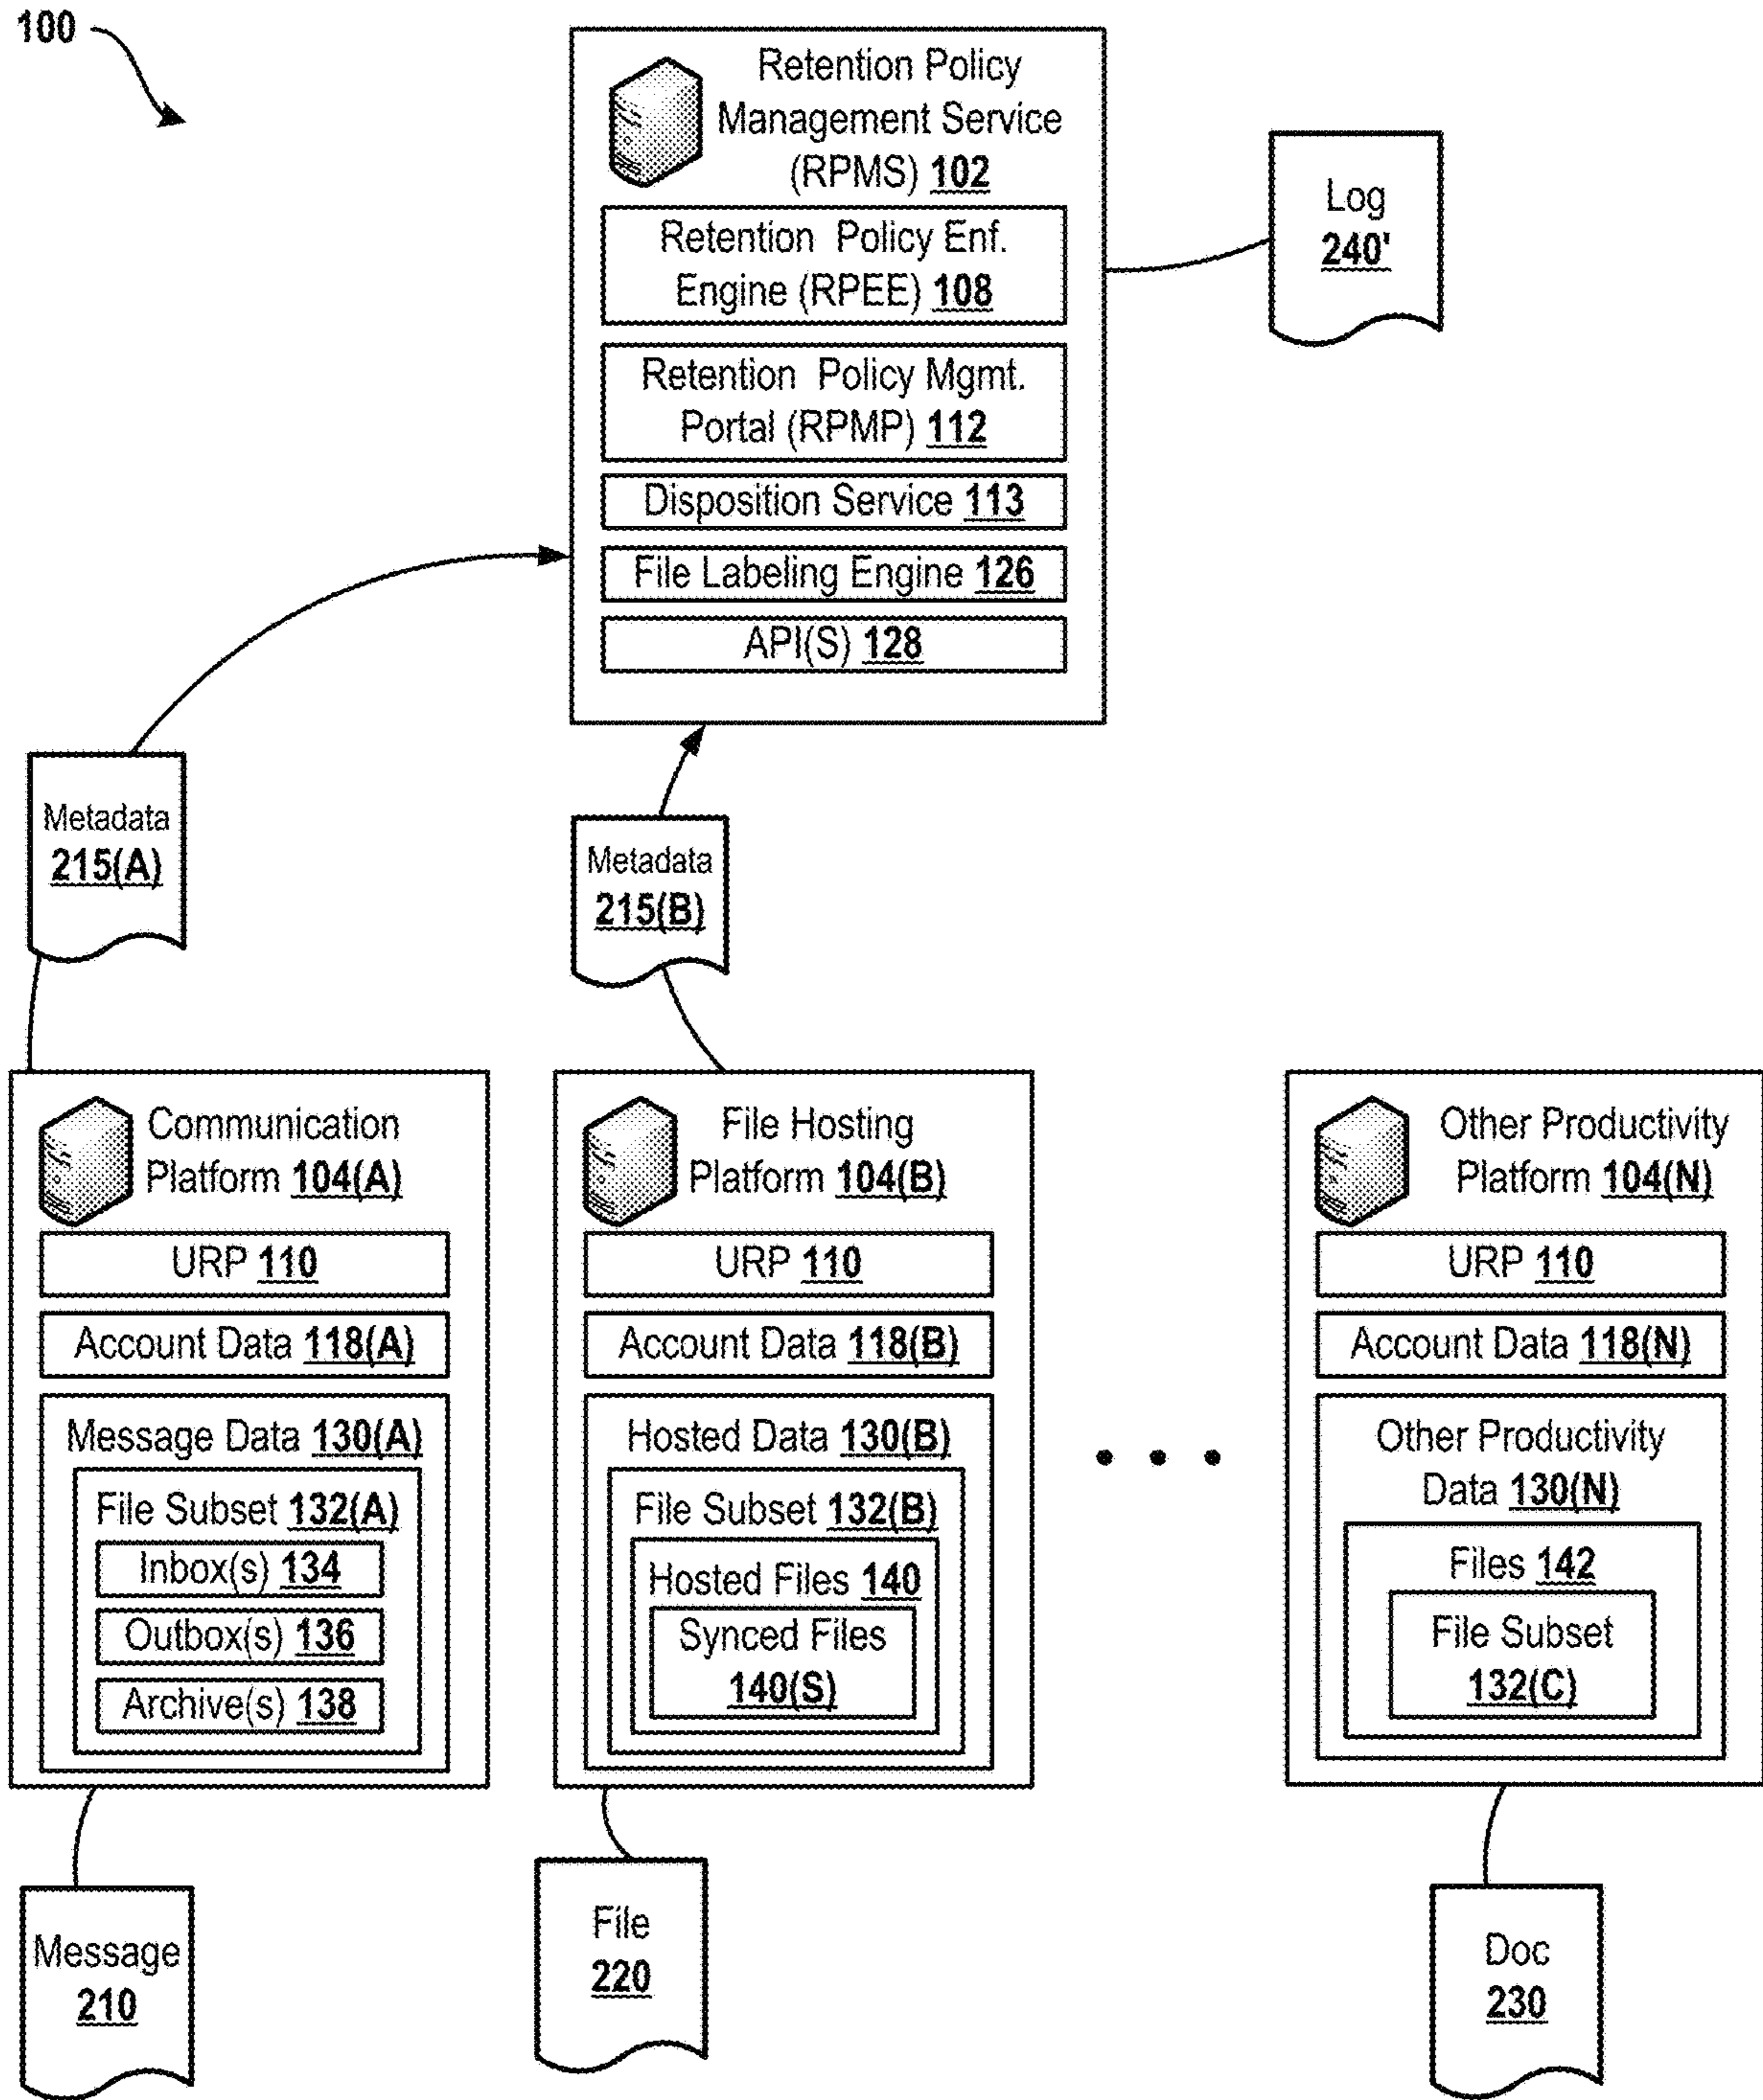 100
Retention Policy
Management Service
(RPMS) 102
Retention Policy Enf.
Engine (RPEE) 108
Retention Policy Mgmt.
Portal (RPMP) 112
Disposition Service 113
File Labeling Engine 126
API(S) 128
Log
240'
Metadata
215(A)
Metadata
215(B)
Communication
Platform 104(A)
URP 110
Account Data 118(A)
Message Data 130(A)
File Subset 132(A)
Inbox(s) 134
Outbox(s) 136
Archive(s) 138
File Hosting
Platform 104(B)
URP 110
Account Data 118(B)
Hosted Data 130(B)
File Subset 132(B)
Hosted Files 140
Synced Files
140(S)
Other Productivity
Platform 104(N)
URP 110
Account Data 118(N)
Other Productivity
Data 130(N)
Files 142
File Subset
132(C)
Message
210
File
220
Doc
230